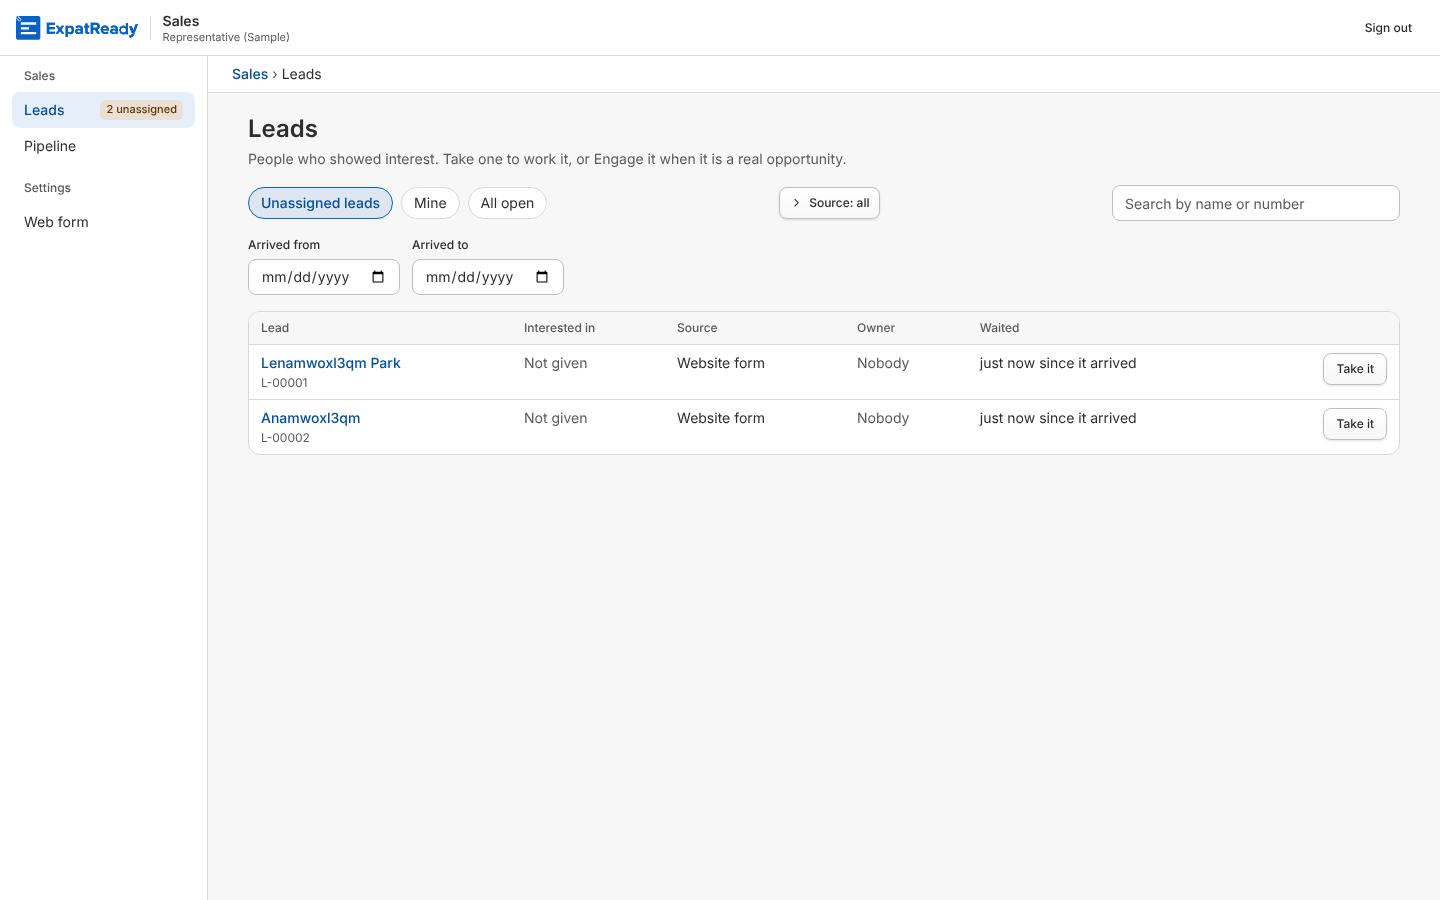 ExpatReady
Sales
Representative (Sample)
Sign out
Sales
Leads
2 unassigned
Pipeline
Settings
Web form
Sales › Leads
Leads
People who showed interest. Take one to work it, or Engage it when it is a real opportunity.
Unassigned leads
Mine
All open
Source: all
Search by name or number
Arrived from
Arrived to
mm/dd/yyyy
mm/dd/yyyy
Lead Interested in Source Owner Waited
Lenamwoxl3qm Park Not given Website form Nobody just now since it arrived Take it
L-00001
Anamwoxl3qm Not given Website form Nobody just now since it arrived Take it
L-00002